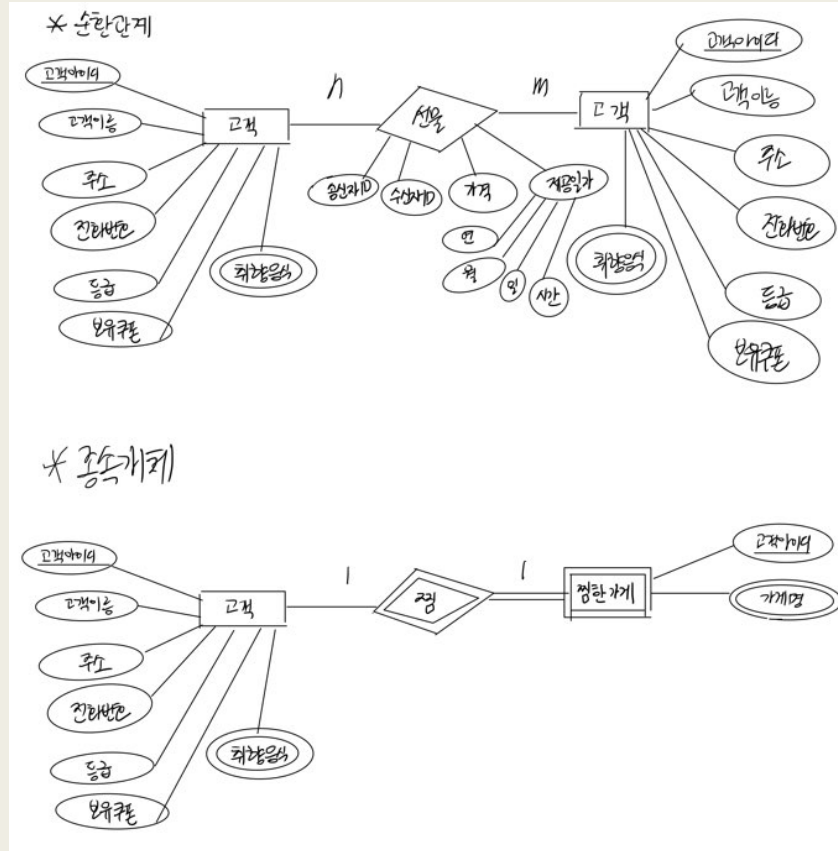 * 순환관계
고객아이디
고객이름
주소
전화번호
등급
보유쿠폰
취향음식
고객
n
선물
m
송신자ID
수신자ID
가격
제공일자
연
월
일
시간
고객
고객아이디
고객이름
주소
전화번호
등급
보유쿠폰
취향음식
* 종속개체
고객아이디
고객이름
주소
전화번호
등급
보유쿠폰
취향음식
고객
1
찜
1
찜한가게
고객아이디
가게명